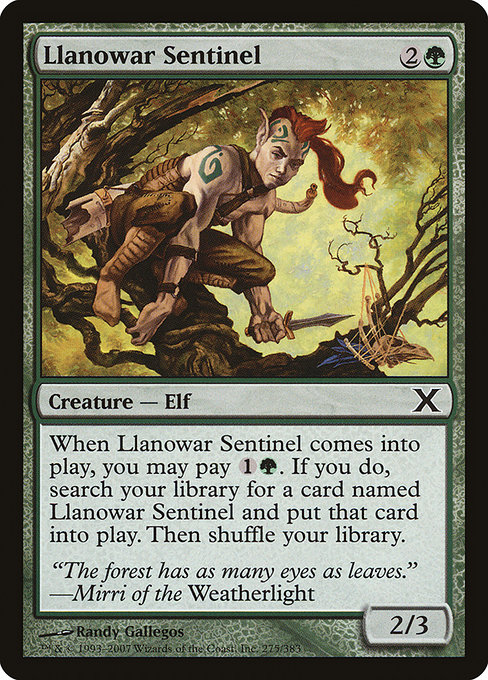 Llanowar Sentinel 2
Creature — Elf X
When Llanowar Sentinel comes into
play, you may pay 1. If you do,
search your library for a card named
Llanowar Sentinel and put that card
into play. Then shuffle your library.
“The forest has as many eyes as leaves.”
—Mirri of the Weatherlight
Randy Gallegos
2/3
™ & © 1993–2007 Wizards of the Coast, Inc. 275/383